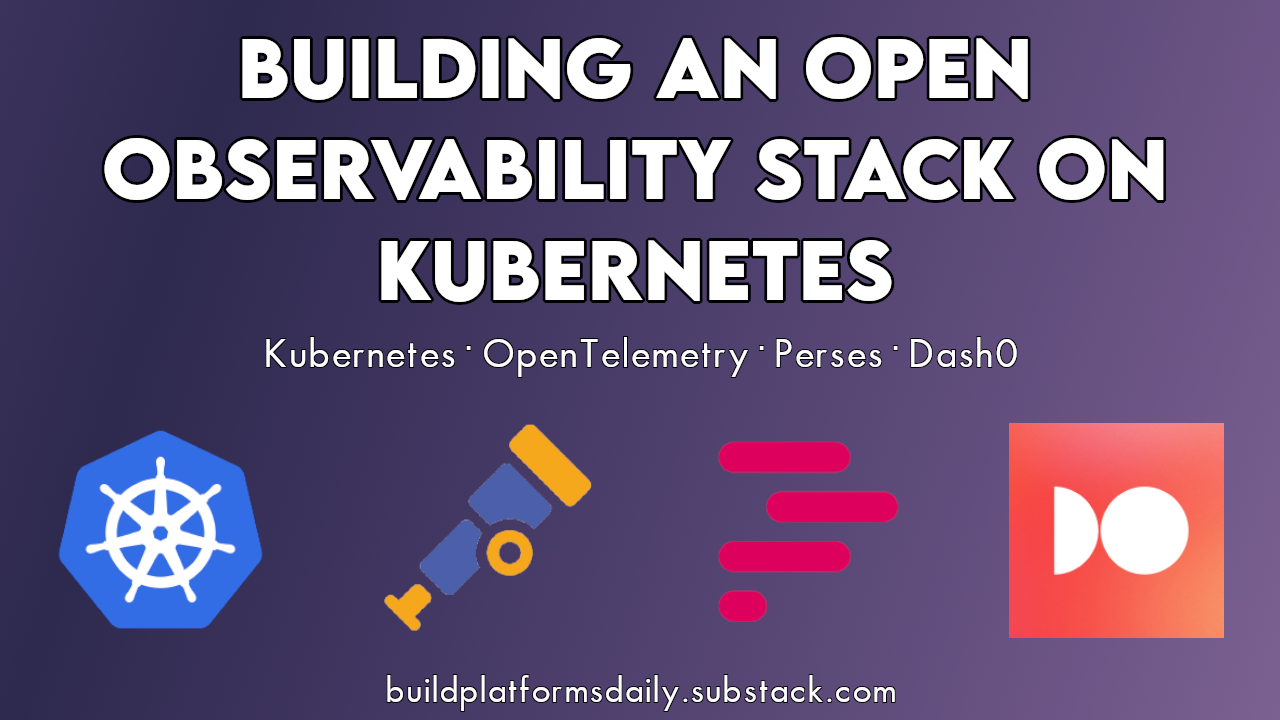 BUILDING AN OPEN
OBSERVABILITY STACK ON
KUBERNETES
Kubernetes · OpenTelemetry · Perses · Dash0
buildplatformsdaily.substack.com